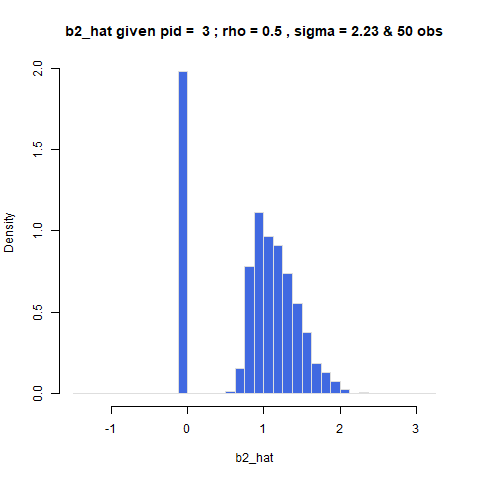 b2_hat given pid =  3 ; rho = 0.5 , sigma = 2.23 & 50 obs
Density
2.0
1.5
1.0
0.5
0.0
-1 0 1 2 3
b2_hat